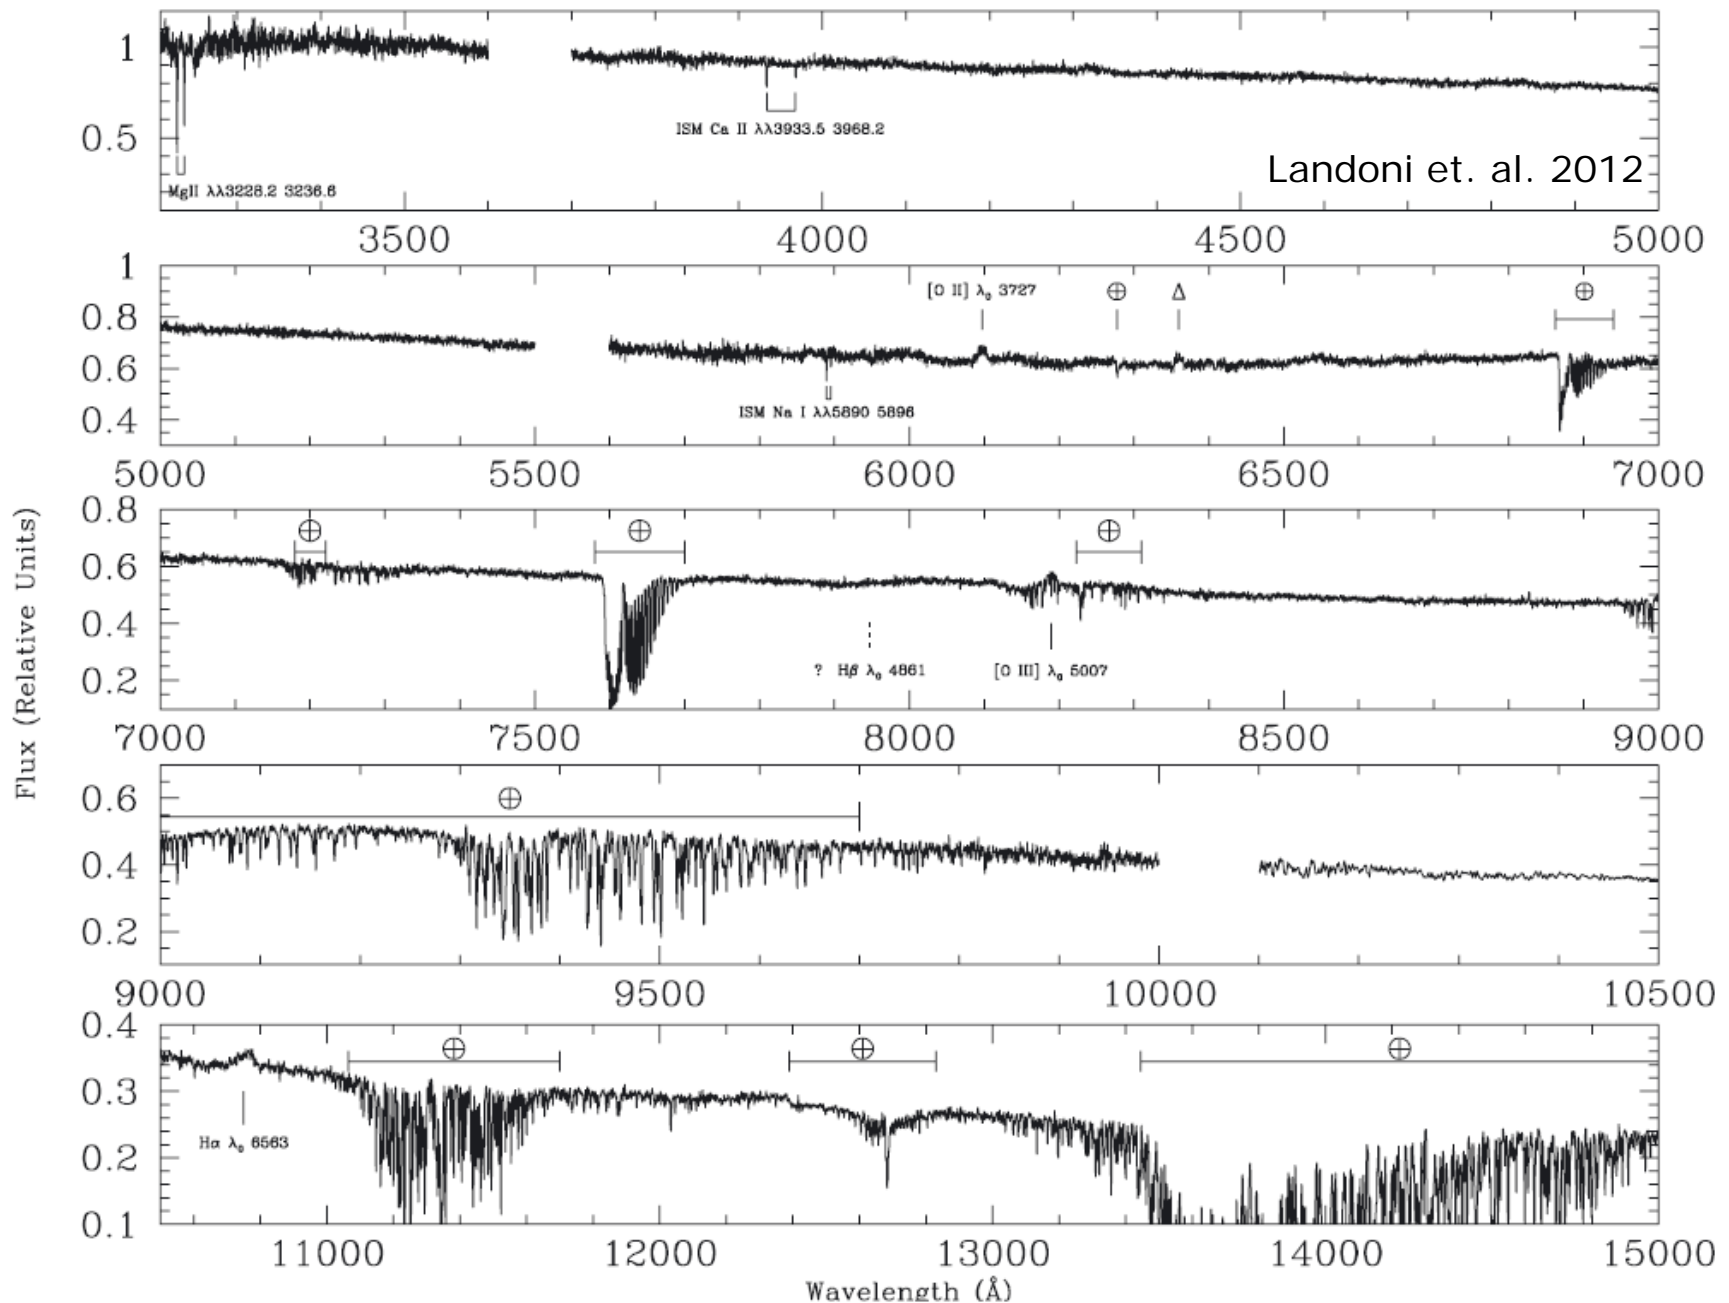 1
0.5
MgII λλ3228.2 3236.6
ISM Ca II λλ3933.5 3968.2
Landoni et. al. 2012
3500 4000 4500 5000
1
0.8
0.6
0.4
[O II] λ₀ 3727
⊕ Δ ⊕
ISM Na I λλ5890 5896
5000 5500 6000 6500 7000
0.8
0.6
0.4
0.2
⊕ ⊕ ⊕
? Hβ λ₀ 4861
[O III] λ₀ 5007
7000 7500 8000 8500 9000
Flux (Relative Units)
0.6
0.4
0.2
⊕
9000 9500 10000 10500
0.4
0.3
0.2
0.1
⊕ ⊕ ⊕
Hα λ₀ 6563
11000 12000 13000 14000 15000
Wavelength (Å)